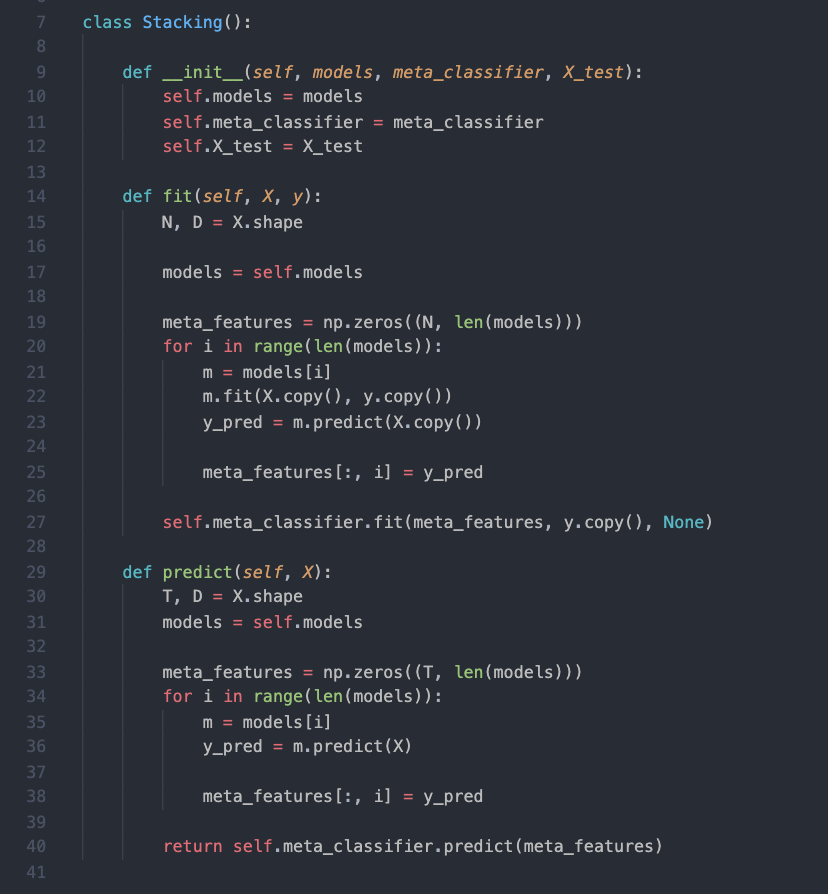 7 class Stacking():
8
9 def __init__(self, models, meta_classifier, X_test):
10 self.models = models
11 self.meta_classifier = meta_classifier
12 self.X_test = X_test
13
14 def fit(self, X, y):
15 N, D = X.shape
16
17 models = self.models
18
19 meta_features = np.zeros((N, len(models)))
20 for i in range(len(models)):
21 m = models[i]
22 m.fit(X.copy(), y.copy())
23 y_pred = m.predict(X.copy())
24
25 meta_features[:, i] = y_pred
26
27 self.meta_classifier.fit(meta_features, y.copy(), None)
28
29 def predict(self, X):
30 T, D = X.shape
31 models = self.models
32
33 meta_features = np.zeros((T, len(models)))
34 for i in range(len(models)):
35 m = models[i]
36 y_pred = m.predict(X)
37
38 meta_features[:, i] = y_pred
39
40 return self.meta_classifier.predict(meta_features)
41